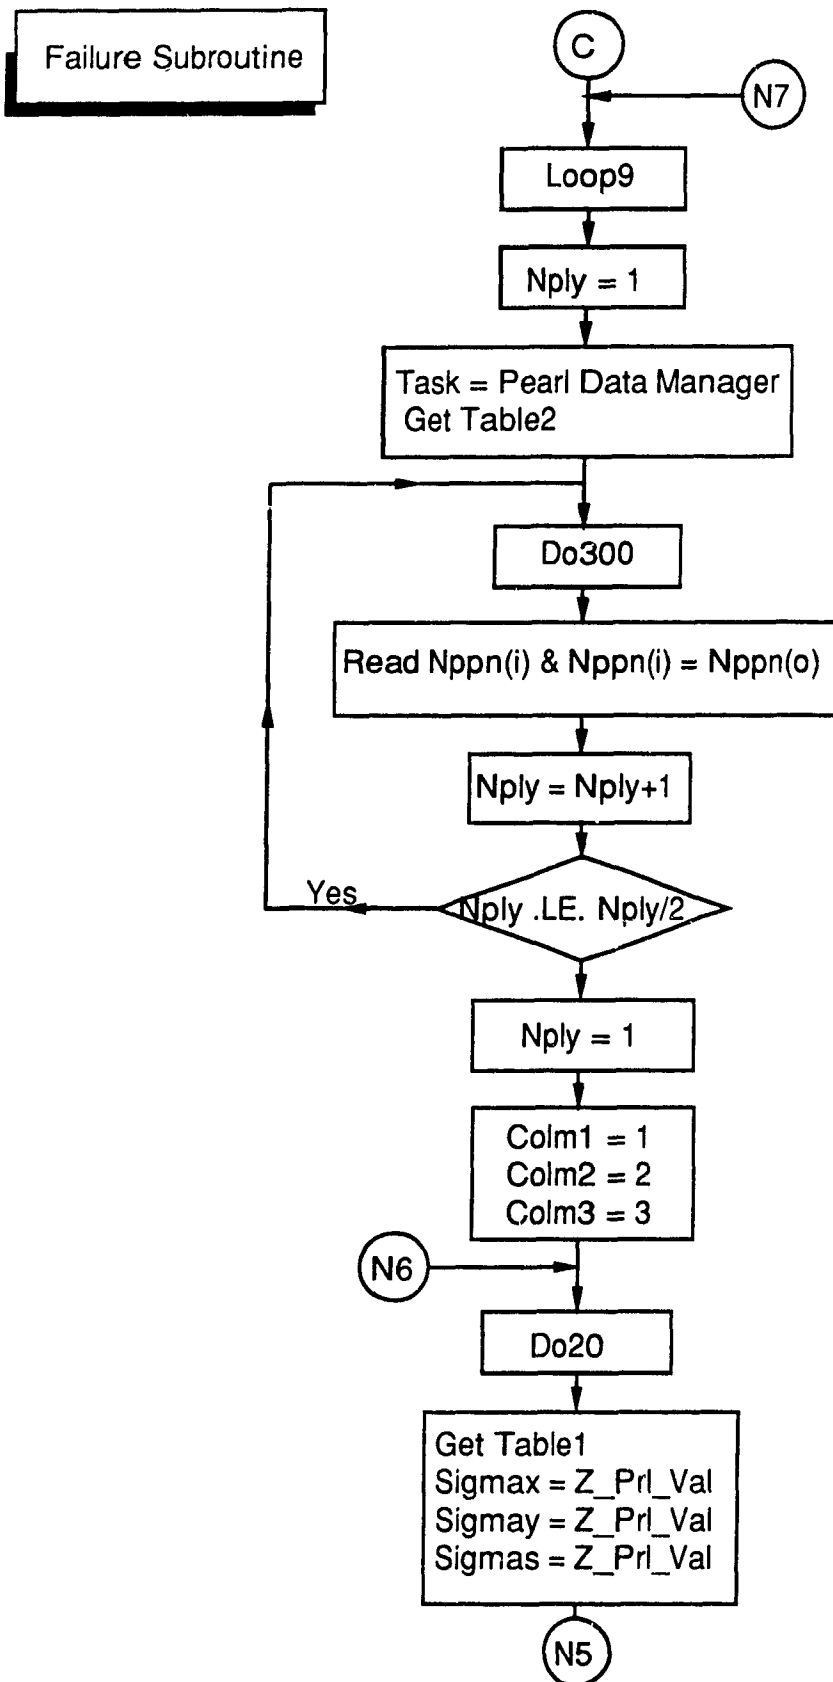 Failure Subroutine
C
N7
Loop9
Nply = 1
Task = Pearl Data Manager
Get Table2
Do300
Read Nppn(i) & Nppn(i) = Nppn(o)
Nply = Nply+1
Yes
Nply .LE. Nply/2
Nply = 1
Colm1 = 1
Colm2 = 2
Colm3 = 3
N6
Do20
Get Table1
Sigmax = Z_Prl_Val
Sigmay = Z_Prl_Val
Sigmas = Z_Prl_Val
N5